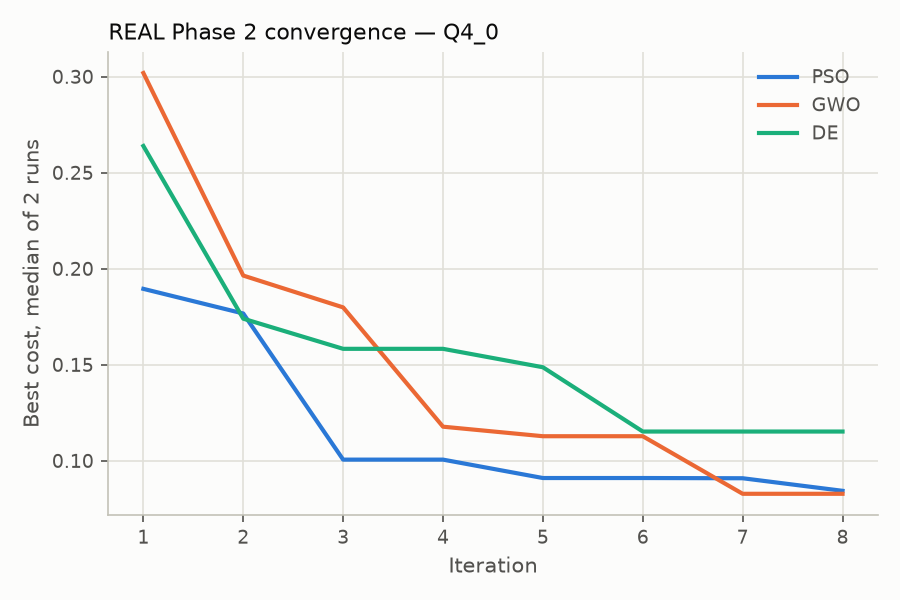 REAL Phase 2 convergence — Q4_0
PSO
GWO
DE
Best cost, median of 2 runs
0.30
0.25
0.20
0.15
0.10
1 2 3 4 5 6 7 8
Iteration